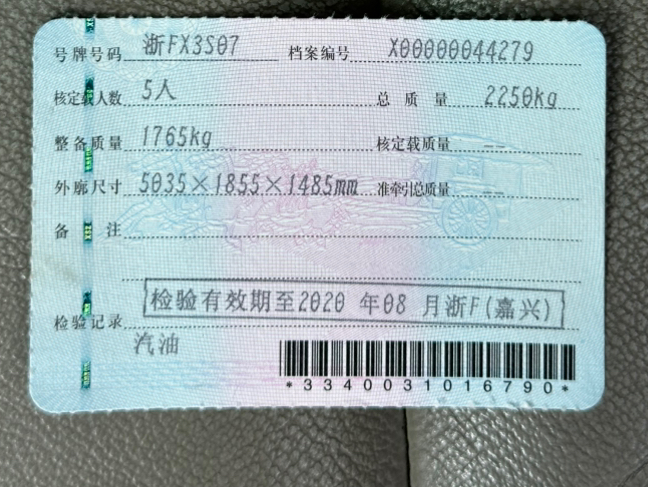 号牌号码 浙FX3S07 档案编号 X00000044279
核定载人数 5人 总质量 2250kg
整备质量 1765kg 核定载质量 --
外廓尺寸 5035×1855×1485mm 准牵引总质量 --
备注
检验有效期至2020 年08 月浙F(嘉兴)
检验记录
汽油
*3340031016790*